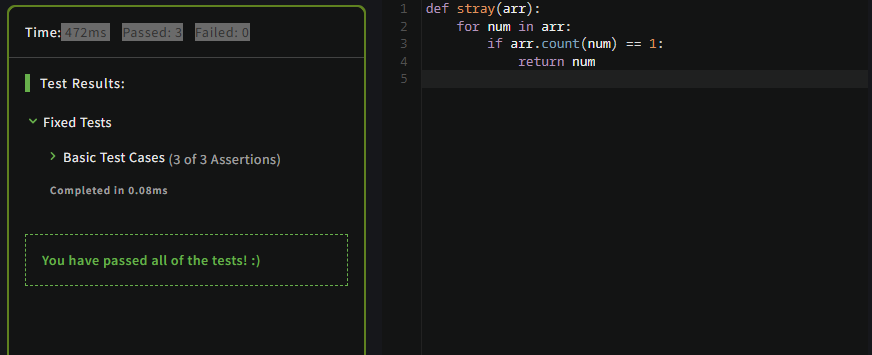 Time: 472ms Passed: 3 Failed: 0
Test Results:
Fixed Tests
Basic Test Cases (3 of 3 Assertions)
Completed in 0.08ms
You have passed all of the tests! :)
1 def stray(arr):
2     for num in arr:
3         if arr.count(num) == 1:
4             return num
5